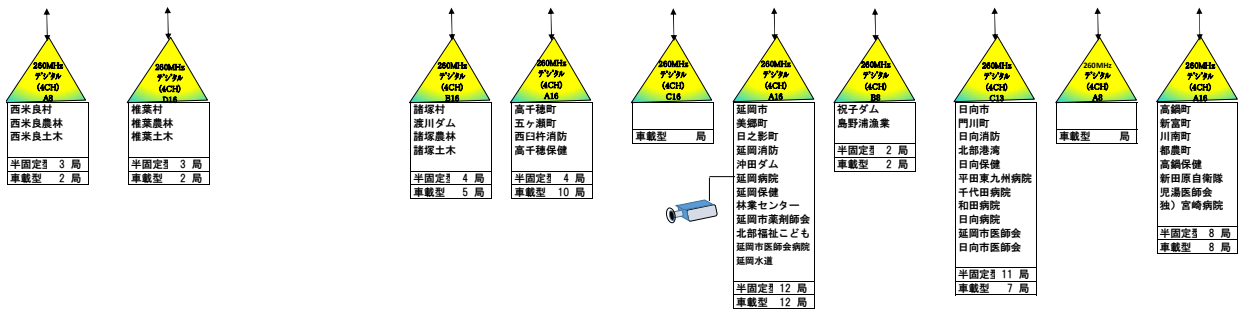 260MHz
デジタル
(4CH)
A8
西米良村
西米良農林
西米良土木
半固定型 3 局
車載型 2 局
260MHz
デジタル
(4CH)
D16
椎葉村
椎葉農林
椎葉土木
半固定型 3 局
車載型 2 局
260MHz
デジタル
(4CH)
B16
諸塚村
渡川ダム
諸塚農林
諸塚土木
半固定型 4 局
車載型 5 局
260MHz
デジタル
(4CH)
A16
高千穂町
五ヶ瀬町
西臼杵消防
高千穂保健
半固定型 4 局
車載型 10 局
260MHz
デジタル
(4CH)
C16
車載型 局
260MHz
デジタル
(4CH)
A16
延岡市
美郷町
日之影町
延岡消防
沖田ダム
延岡病院
延岡保健
林業センター
延岡市薬剤師会
北部福祉こども
延岡市医師会病院
延岡水道
半固定型 12 局
車載型 12 局
260MHz
デジタル
(4CH)
B8
祝子ダム
島野浦漁業
半固定型 2 局
車載型 2 局
260MHz
デジタル
(4CH)
C13
日向市
門川町
日向消防
北部港湾
日向保健
平田東九州病院
千代田病院
和田病院
日向病院
延岡市医師会
日向市医師会
半固定型 11 局
車載型 7 局
260MHz
デジタル
(4CH)
A8
車載型 局
260MHz
デジタル
(4CH)
A16
高鍋町
新富町
川南町
都農町
高鍋保健
新田原自衛隊
児湯医師会
独）宮崎病院
半固定型 8 局
車載型 8 局